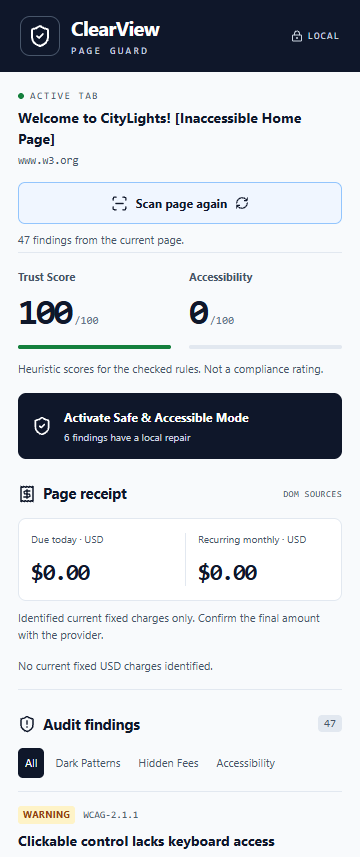 ClearView
PAGE GUARD
LOCAL
ACTIVE TAB
Welcome to CityLights! [Inaccessible Home
Page]
www.w3.org
Scan page again
47 findings from the current page.
Trust Score
Accessibility
100/100
0/100
Heuristic scores for the checked rules. Not a compliance rating.
Activate Safe & Accessible Mode
6 findings have a local repair
Page receipt
DOM SOURCES
Due today · USD
Recurring monthly · USD
$0.00
$0.00
Identified current fixed charges only. Confirm the final amount
with the provider.
No current fixed USD charges identified.
Audit findings
47
All
Dark Patterns
Hidden Fees
Accessibility
WARNING
WCAG-2.1.1
Clickable control lacks keyboard access